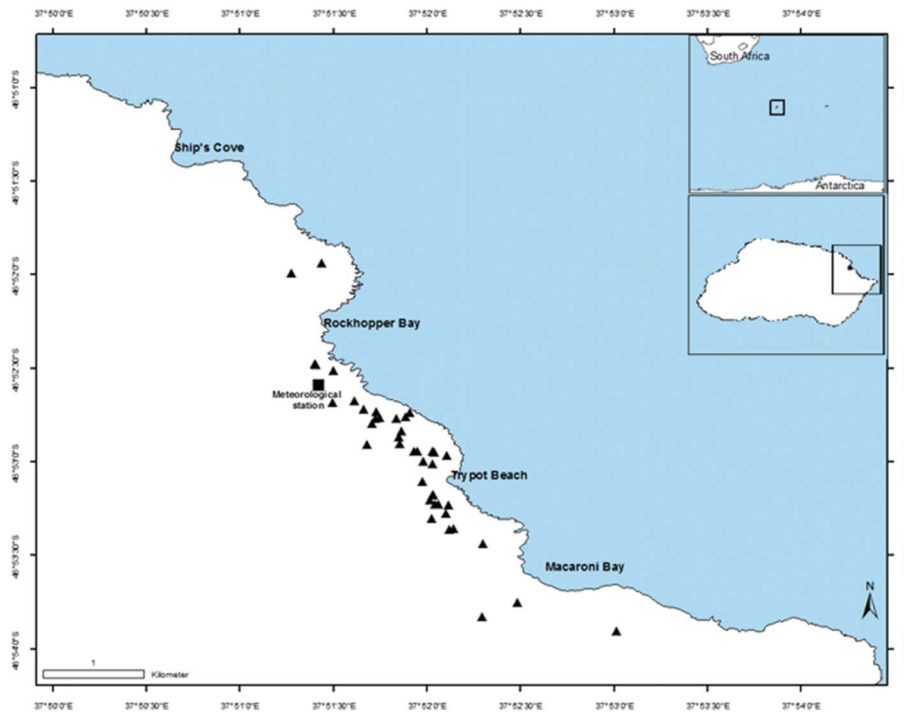 37°50'0"E 37°50'30"E 37°51'0"E 37°51'30"E 37°52'0"E 37°52'30"E 37°53'0"E 37°53'30"E 37°54'0"E
South Africa
46°51'0"S
Antarctica
Ship's Cove
46°51'30"S
46°52'0"S
Rockhopper Bay
46°52'30"S
Meteorological
station
46°53'0"S
Trypot Beach
46°53'30"S
Macaroni Bay
N
46°54'0"S
1
Kilometer
37°50'0"E 37°50'30"E 37°51'0"E 37°51'30"E 37°52'0"E 37°52'30"E 37°53'0"E 37°53'30"E 37°54'0"E